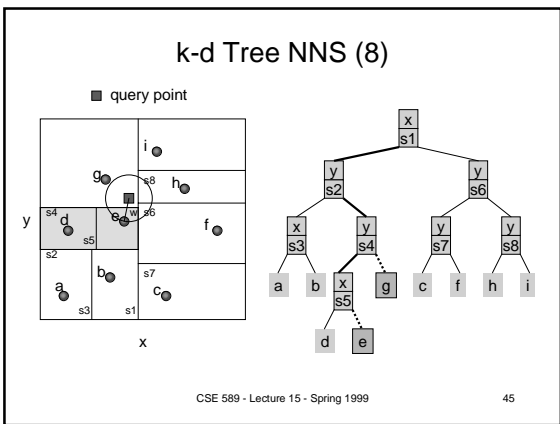 k-d Tree NNS (8)
query point
x
s1
y
s2
y
s6
x
s3
y
s4
y
s7
y
s8
x
s5
a
b
g
c
f
h
i
d
e
i
g
s8
h
s4
d
e
w
s6
f
s5
y
s2
s7
b
a
c
s3
s1
x
CSE 589 - Lecture 15 - Spring 1999
45